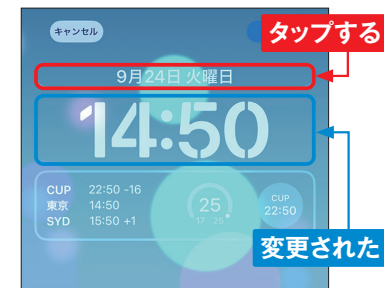 キャンセル
タップする
9月24日 火曜日
14:50
CUP 22:50 -16
東京 14:50
SYD 15:50 +1
25
17 25
CUP
22:50
変更された